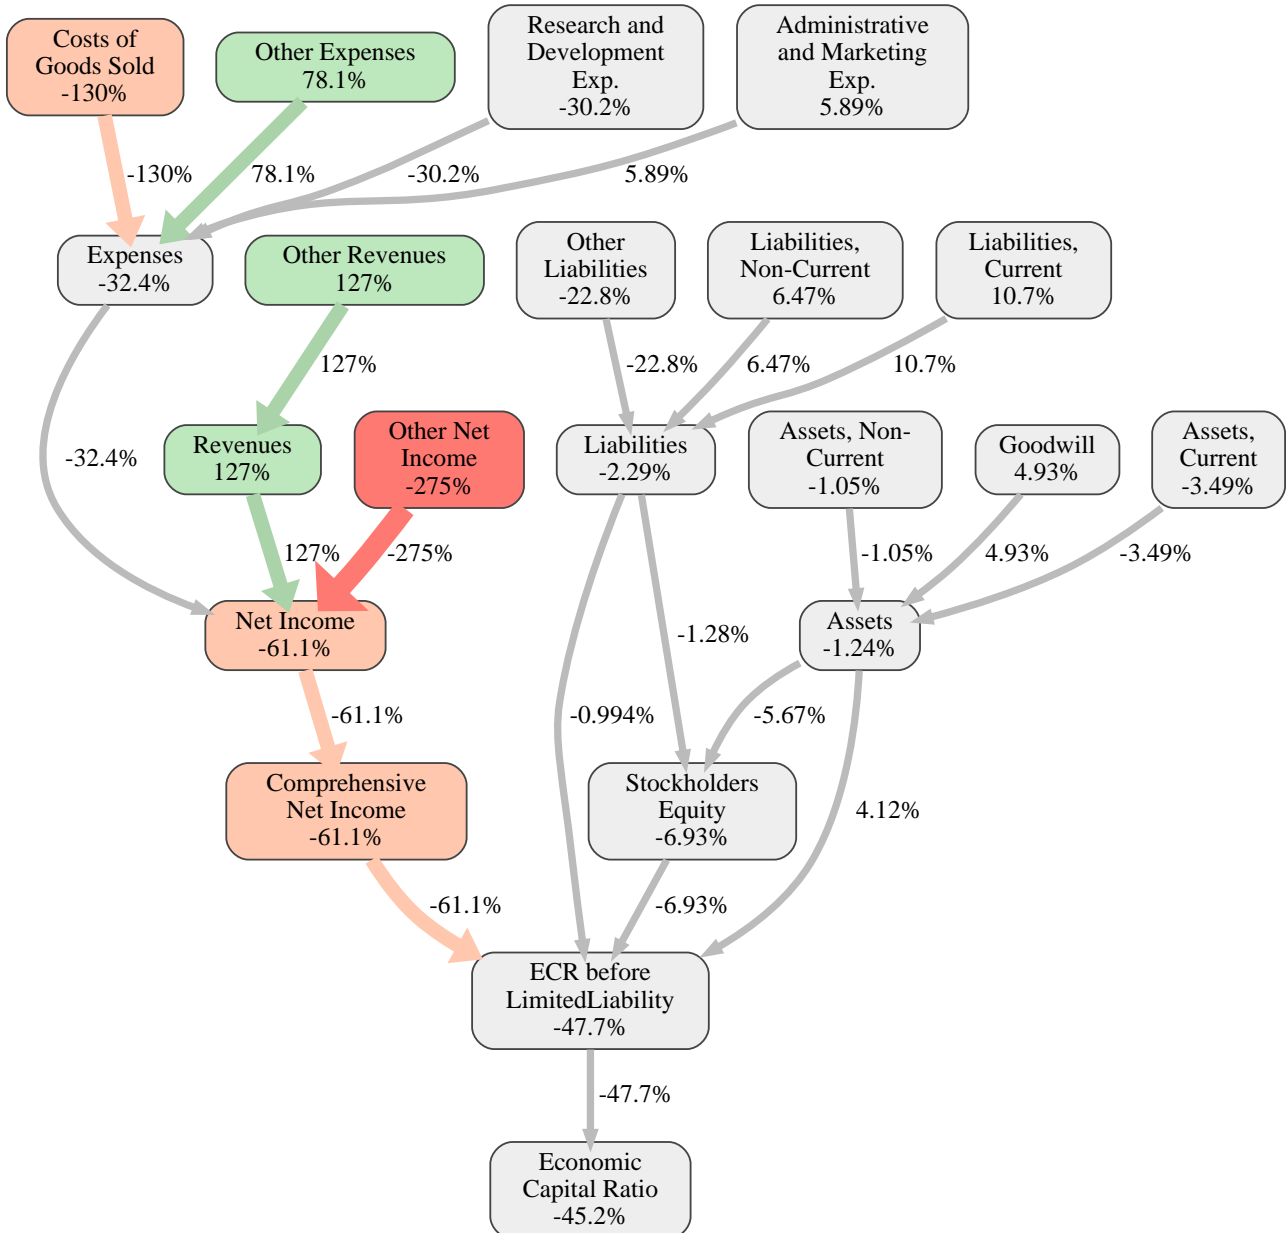 Costs of
Goods Sold
-130%
Other Expenses
78.1%
Research and
Development
Exp.
-30.2%
Administrative
and Marketing
Exp.
5.89%
-130%
78.1%
-30.2%
5.89%
Expenses
-32.4%
Other Revenues
127%
Other
Liabilities
-22.8%
Liabilities,
Non-Current
6.47%
Liabilities,
Current
10.7%
127%
-22.8%
6.47%
10.7%
-32.4%
Revenues
127%
Other Net
Income
-275%
Liabilities
-2.29%
Assets, Non-
Current
-1.05%
Goodwill
4.93%
Assets,
Current
-3.49%
127%
-275%
-1.05%
4.93%
-3.49%
Net Income
-61.1%
-1.28%
Assets
-1.24%
-61.1%
-0.994%
-5.67%
Comprehensive
Net Income
-61.1%
Stockholders
Equity
-6.93%
4.12%
-61.1%
-6.93%
ECR before
LimitedLiability
-47.7%
-47.7%
Economic
Capital Ratio
-45.2%